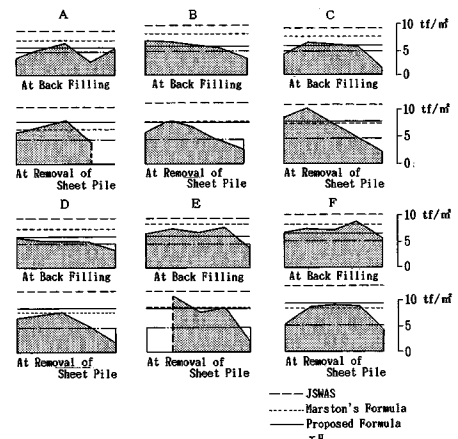 A B C
10 tf/m²
5
0
At Back Filling At Back Filling At Back Filling
10 tf/m²
5
0
At Removal of Sheet Pile At Removal of Sheet Pile At Removal of Sheet Pile
D E F
10 tf/m²
5
0
At Back Filling At Back Filling At Back Filling
10 tf/m²
5
0
At Removal of Sheet Pile At Removal of Sheet Pile At Removal of Sheet Pile
JSWAS
Marston's Formula
Proposed Formula